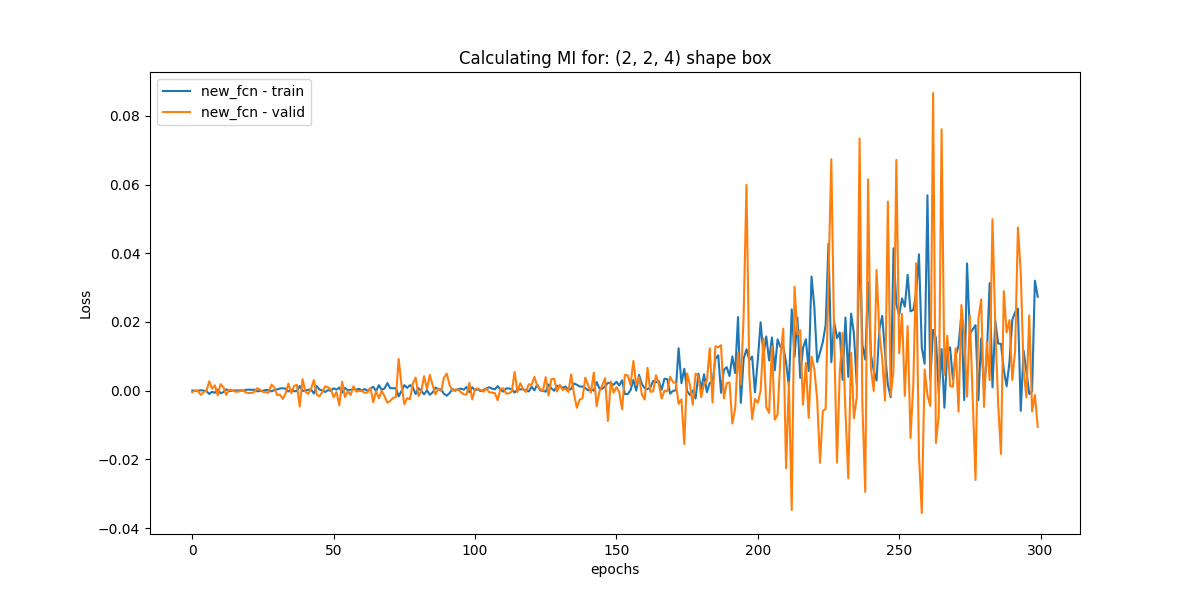 Calculating MI for: (2, 2, 4) shape box
new_fcn - train
new_fcn - valid
Loss
0.08
0.06
0.04
0.02
0.00
−0.02
−0.04
0 50 100 150 200 250 300
epochs